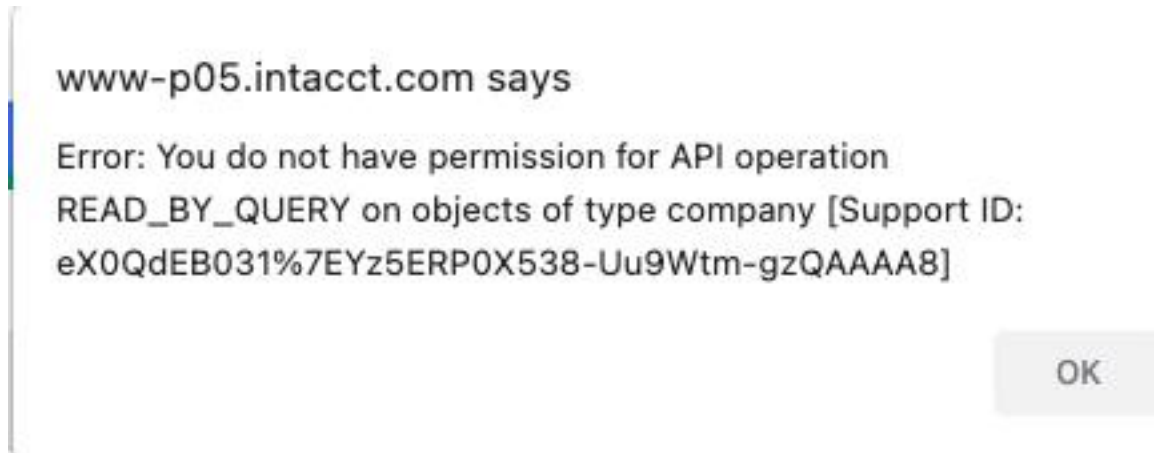 www-p05.intacct.com says
Error: You do not have permission for API operation
READ_BY_QUERY on objects of type company [Support ID:
eX0QdEB031%7EYz5ERP0X538-Uu9Wtm-gzQAAAA8]
OK